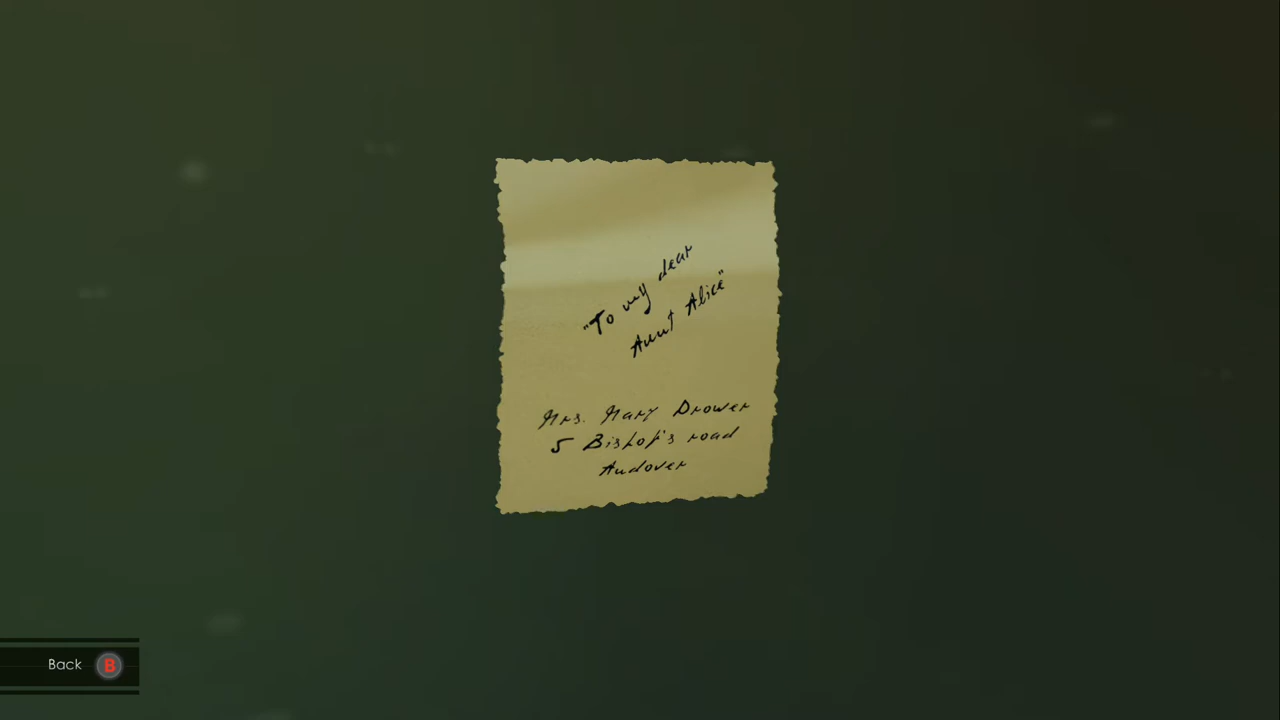 "To my dear
Aunt Alice"
Mrs. Mary Drower
5 Bishop's road
Andover
Back B